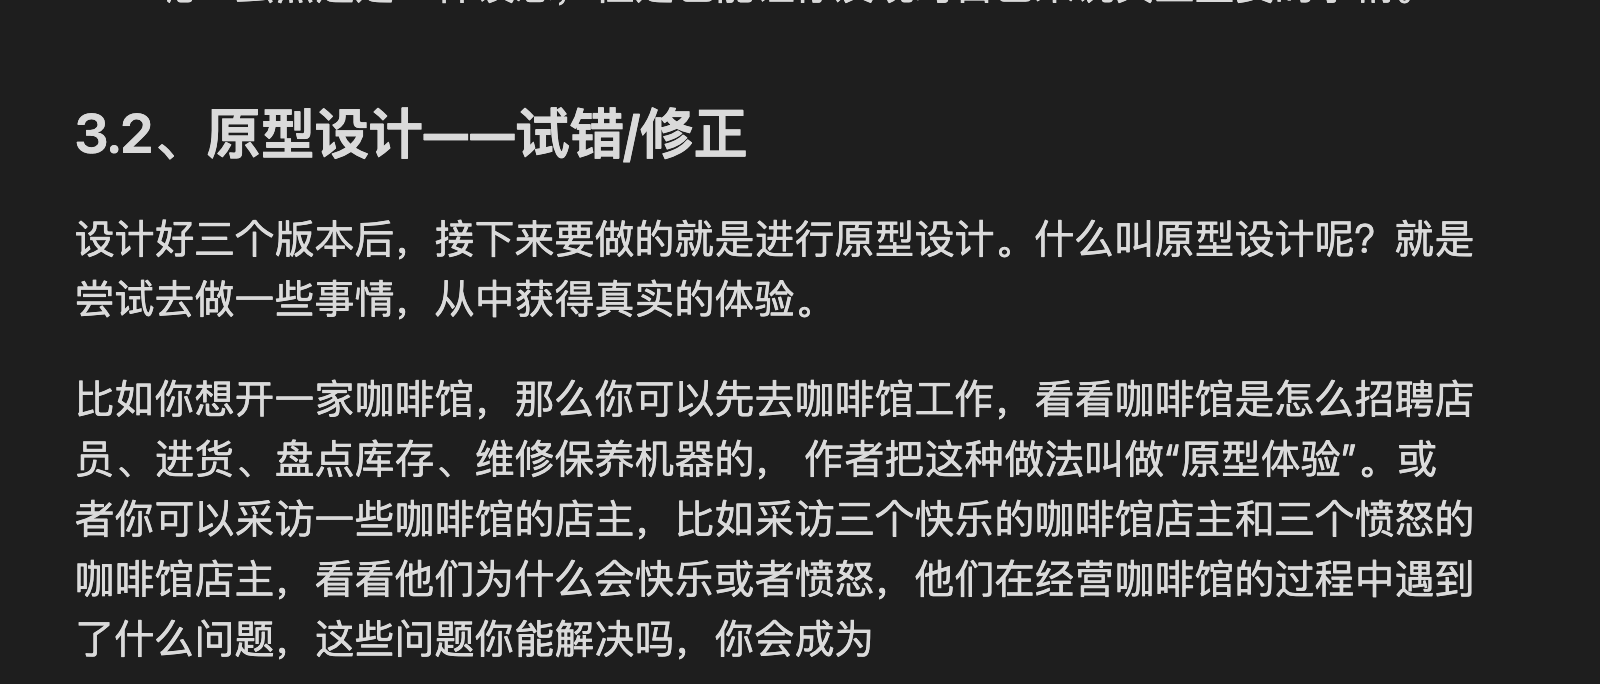 3.2、原型设计——试错/修正
设计好三个版本后，接下来要做的就是进行原型设计。什么叫原型设计呢？就是
尝试去做一些事情，从中获得真实的体验。
比如你想开一家咖啡馆，那么你可以先去咖啡馆工作，看看咖啡馆是怎么招聘店
员、进货、盘点库存、维修保养机器的， 作者把这种做法叫做“原型体验”。或
者你可以采访一些咖啡馆的店主，比如采访三个快乐的咖啡馆店主和三个愤怒的
咖啡馆店主，看看他们为什么会快乐或者愤怒，他们在经营咖啡馆的过程中遇到
了什么问题，这些问题你能解决吗，你会成为